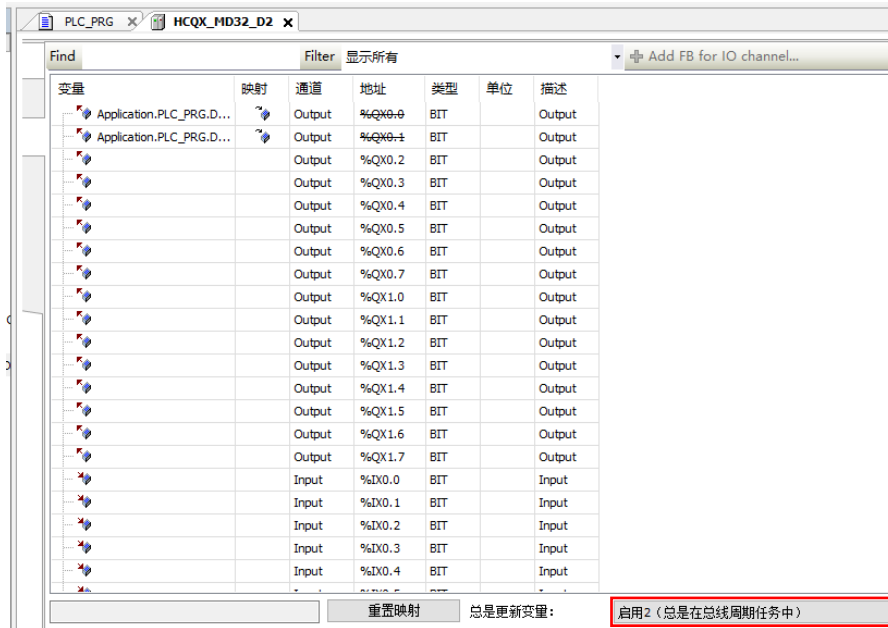 PLC_PRG HCQX_MD32_D2
Find Filter 显示所有 Add FB for IO channel...
变量 映射 通道 地址 类型 单位 描述
Application.PLC_PRG.D... Output %QX0.0 BIT Output
Application.PLC_PRG.D... Output %QX0.1 BIT Output
Output %QX0.2 BIT Output
Output %QX0.3 BIT Output
Output %QX0.4 BIT Output
Output %QX0.5 BIT Output
Output %QX0.6 BIT Output
Output %QX0.7 BIT Output
Output %QX1.0 BIT Output
Output %QX1.1 BIT Output
Output %QX1.2 BIT Output
Output %QX1.3 BIT Output
Output %QX1.4 BIT Output
Output %QX1.5 BIT Output
Output %QX1.6 BIT Output
Output %QX1.7 BIT Output
Input %IX0.0 BIT Input
Input %IX0.1 BIT Input
Input %IX0.2 BIT Input
Input %IX0.3 BIT Input
Input %IX0.4 BIT Input
重置映射 总是更新变量: 启用2（总是在总线周期任务中）